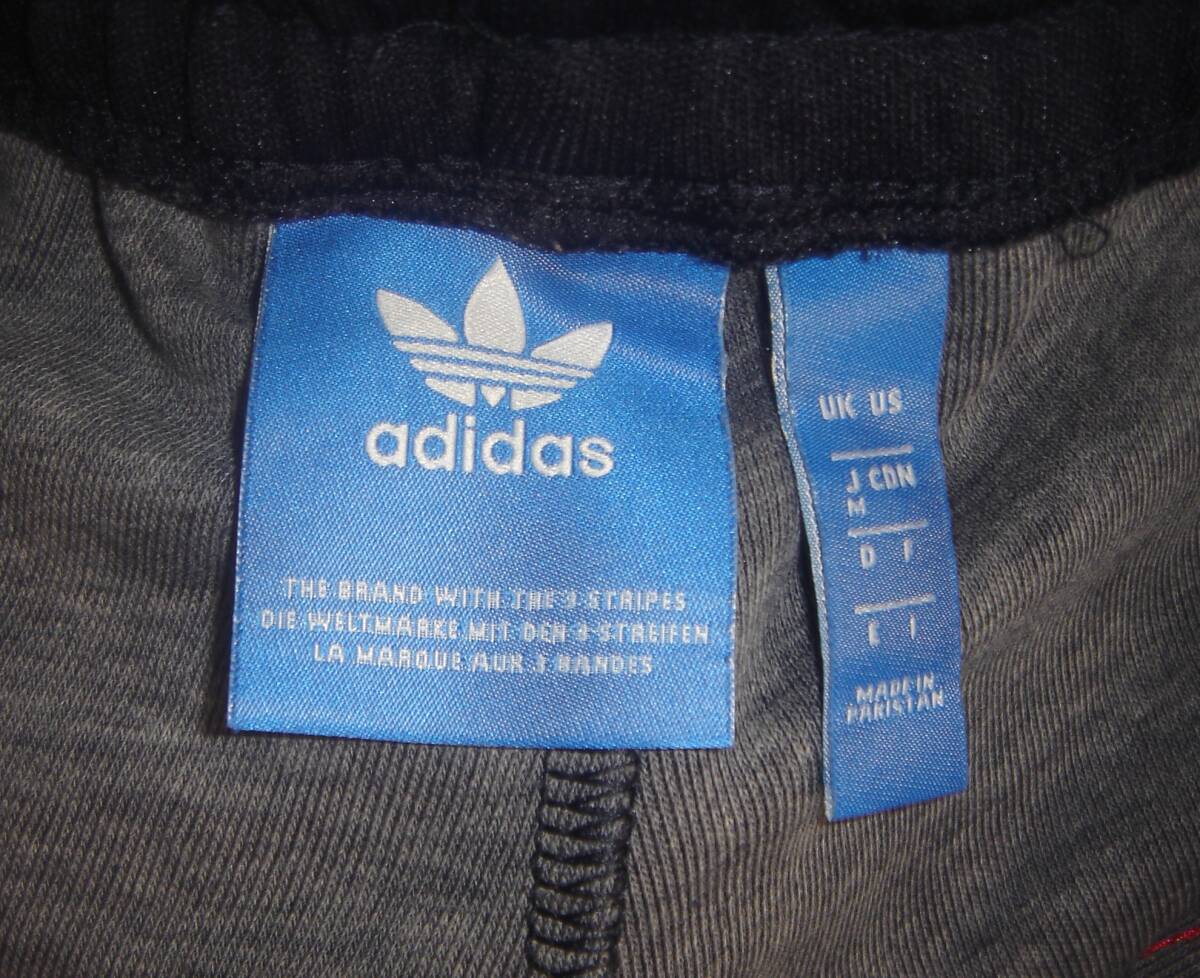 adidas
THE BRAND WITH THE 3 STRIPES
DIE WELTMARKE MIT DEN 3 STREIFEN
LA MARQUE AUX 3 BANDES
UK US
J CDN
M
D F
E I
MADE IN
PAKISTAN